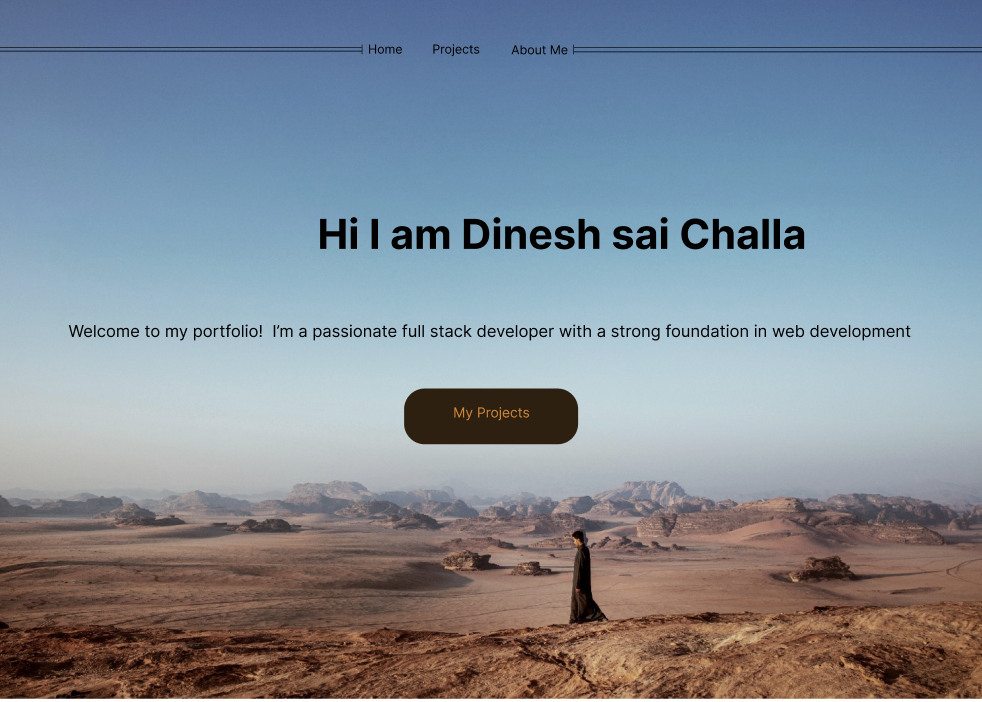 Home Projects About Me
Hi I am Dinesh sai Challa
Welcome to my portfolio!  I’m a passionate full stack developer with a strong foundation in web development
My Projects